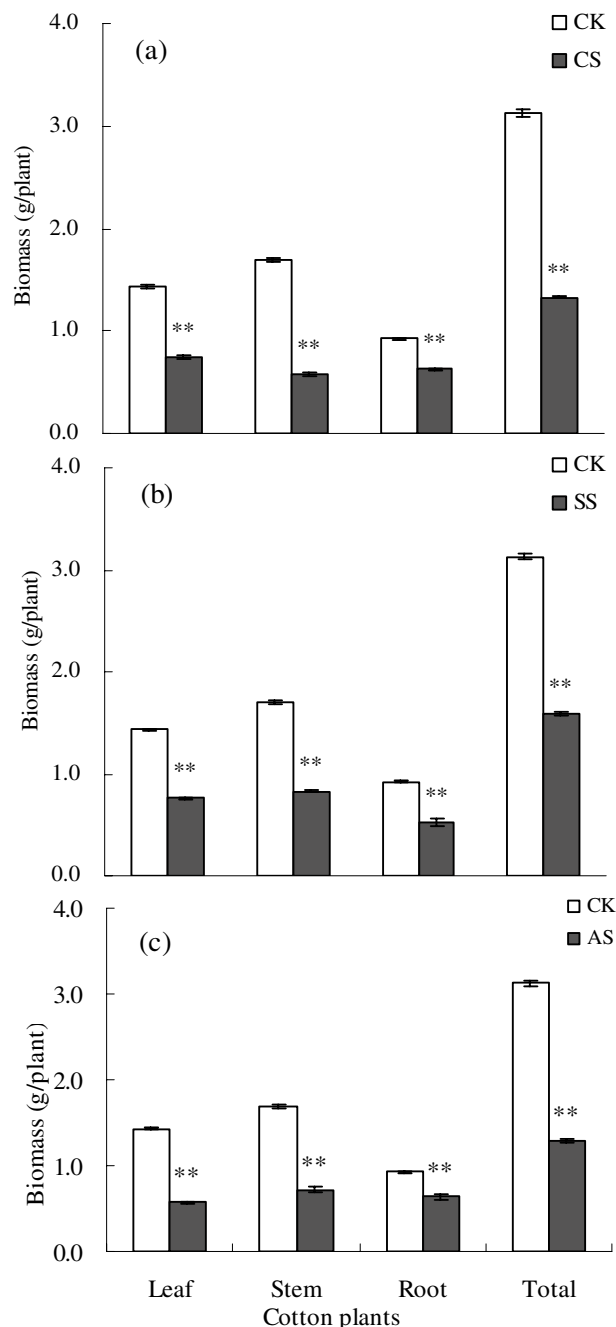 4.0
(a)
CK
CS
3.0
2.0
1.0
0.0
Biomass (g/plant)
**
**
**
**
4.0
(b)
CK
SS
3.0
2.0
1.0
0.0
Biomass (g/plant)
**
**
**
**
4.0
(c)
CK
AS
3.0
2.0
1.0
0.0
Biomass (g/plant)
**
**
**
**
Leaf Stem Root Total
Cotton plants